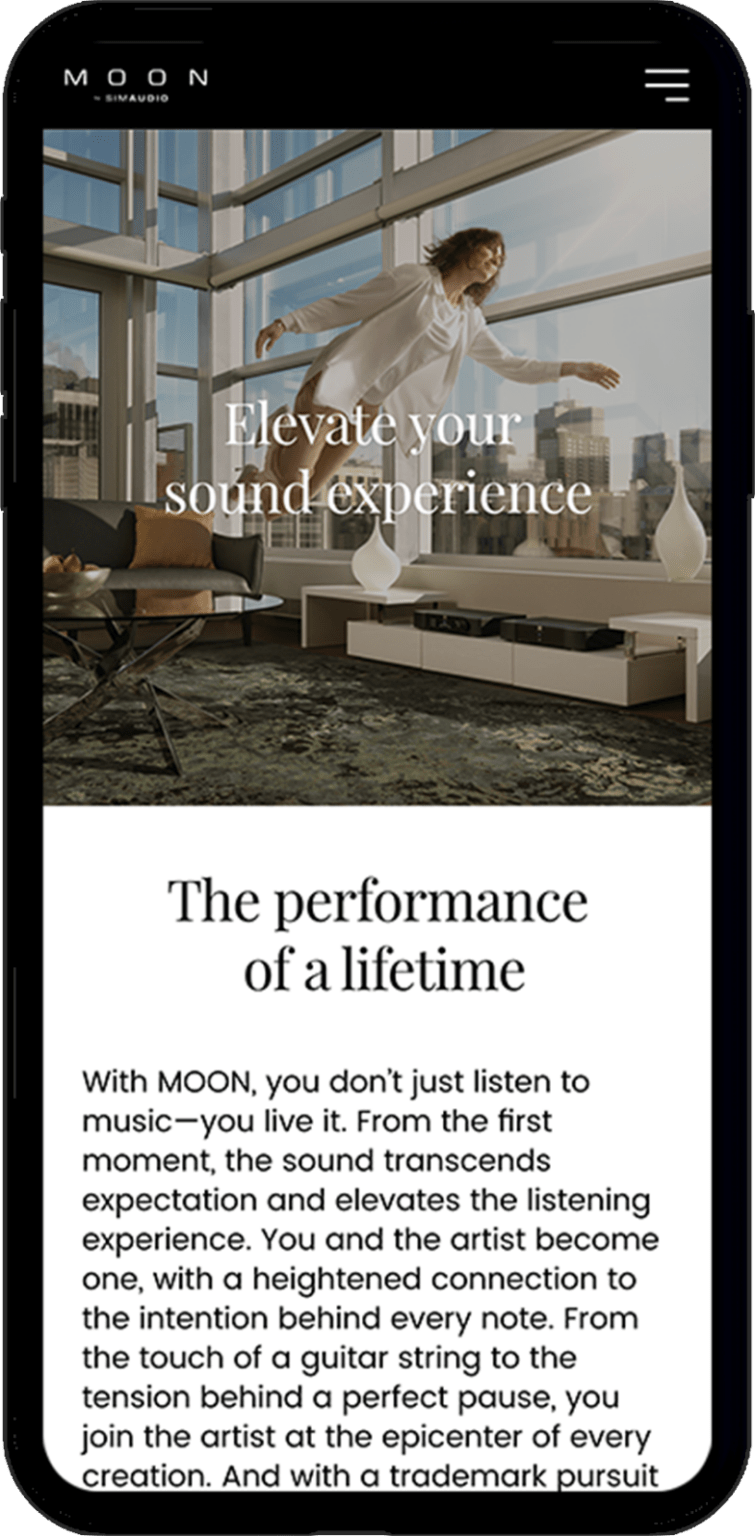 MOON
by SIMAUDIO
Elevate your
sound experience
The performance
of a lifetime
With MOON, you don't just listen to
music—you live it. From the first
moment, the sound transcends
expectation and elevates the listening
experience. You and the artist become
one, with a heightened connection to
the intention behind every note. From
the touch of a guitar string to the
tension behind a perfect pause, you
join the artist at the epicenter of every
creation. And with a trademark pursuit